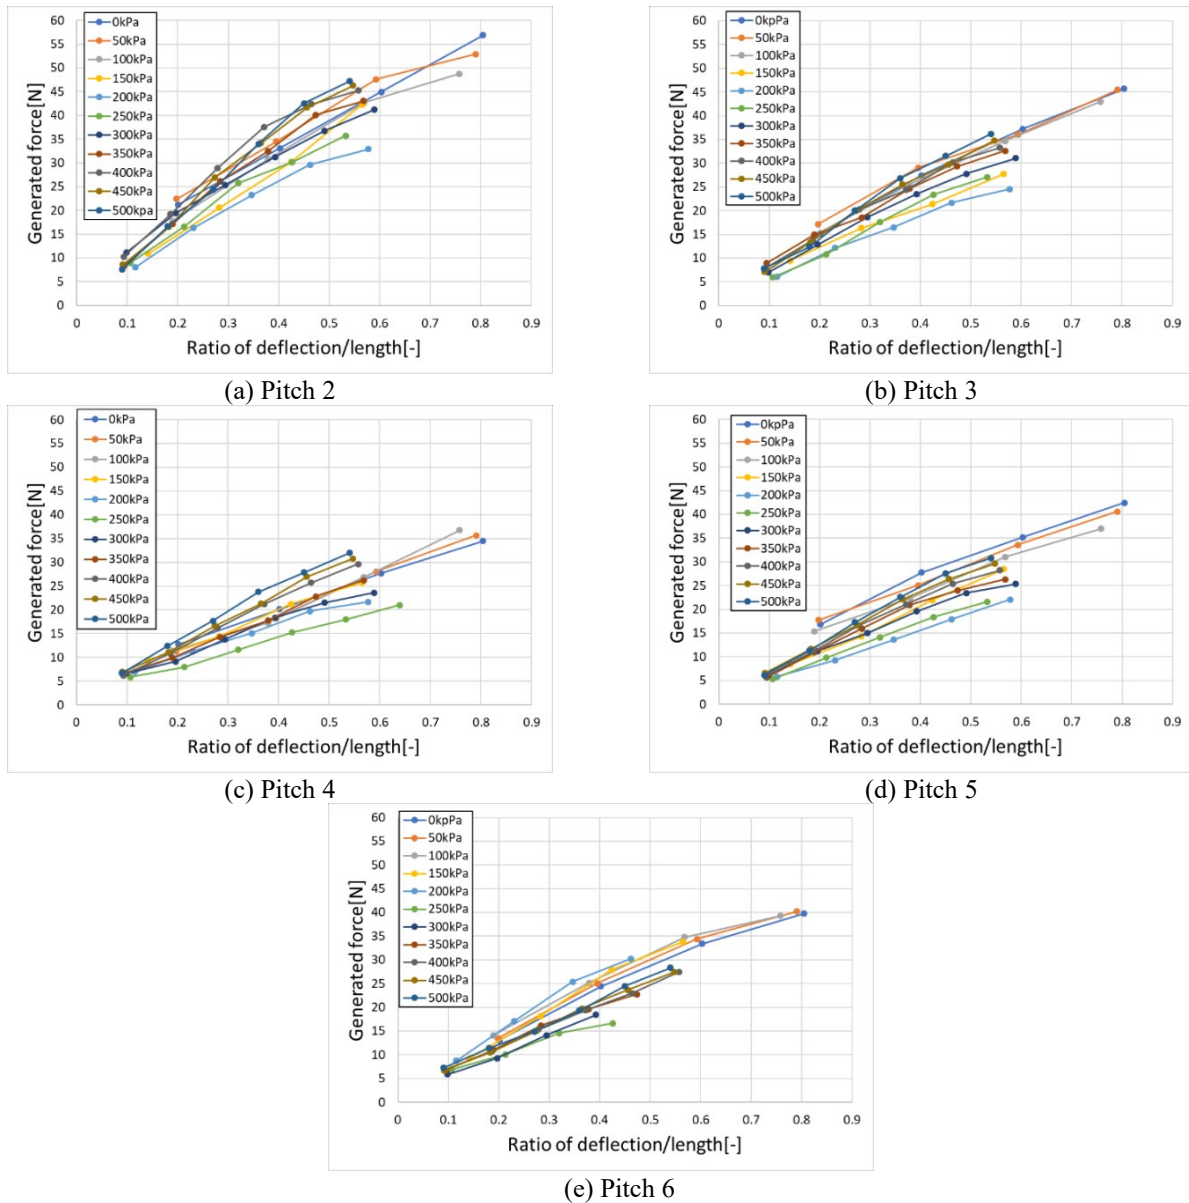 60
55
50
45
40
35
30
25
20
15
10
5
0
Generated force[N]
0kPa
50kPa
100kPa
150kPa
200kPa
250kPa
300kPa
350kPa
400kPa
450kPa
500kpa
0 0.1 0.2 0.3 0.4 0.5 0.6 0.7 0.8 0.9
Ratio of deflection/length[-]
(a) Pitch 2
60
55
50
45
40
35
30
25
20
15
10
5
0
Generated force[N]
0kpPa
50kPa
100kPa
150kPa
200kPa
250kPa
300kPa
350kPa
400kPa
450kPa
500kPa
0 0.1 0.2 0.3 0.4 0.5 0.6 0.7 0.8 0.9
Ratio of deflection/length[-]
(b) Pitch 3
60
55
50
45
40
35
30
25
20
15
10
5
0
Generated force[N]
0kPa
50kPa
100kPa
150kPa
200kPa
250kPa
300kPa
350kPa
400kPa
450kPa
500kPa
0 0.1 0.2 0.3 0.4 0.5 0.6 0.7 0.8 0.9
Ratio of deflection/length[-]
(c) Pitch 4
60
55
50
45
40
35
30
25
20
15
10
5
0
Generated force[N]
0kpPa
50kPa
100kPa
150kPa
200kPa
250kPa
300kPa
350kPa
400kPa
450kPa
500kPa
0 0.1 0.2 0.3 0.4 0.5 0.6 0.7 0.8 0.9
Ratio of deflection/length[-]
(d) Pitch 5
60
55
50
45
40
35
30
25
20
15
10
5
0
Generated force[N]
0kpPa
50kPa
100kPa
150kPa
200kPa
250kPa
300kPa
350kPa
400kPa
450kPa
500kPa
0 0.1 0.2 0.3 0.4 0.5 0.6 0.7 0.8 0.9
Ratio of deflection/length[-]
(e) Pitch 6